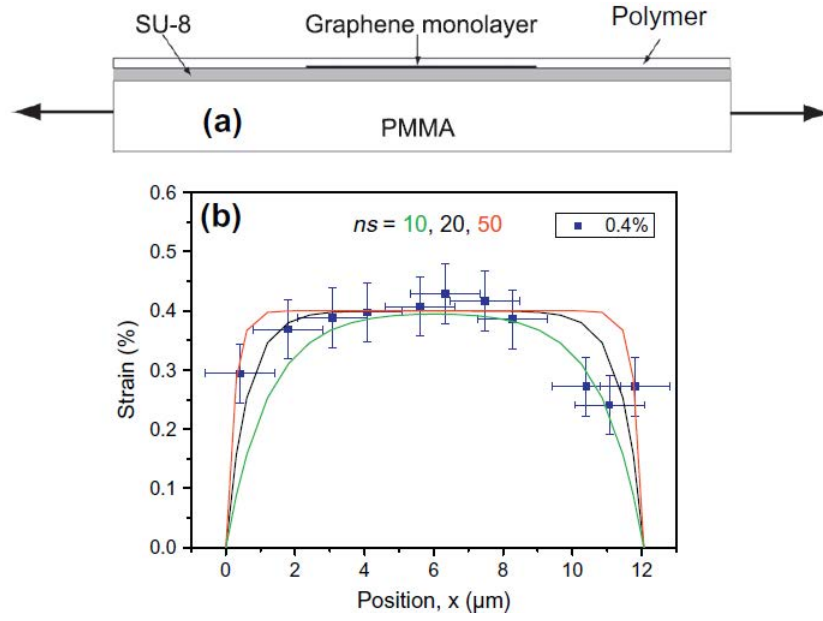 SU-8 Graphene monolayer Polymer
(a) PMMA
(b) ns = 10, 20, 50 0.4%
0.6
0.5
0.4
0.3
0.2
0.1
0.0
Strain (%)
0 2 4 6 8 10 12
Position, x (μm)